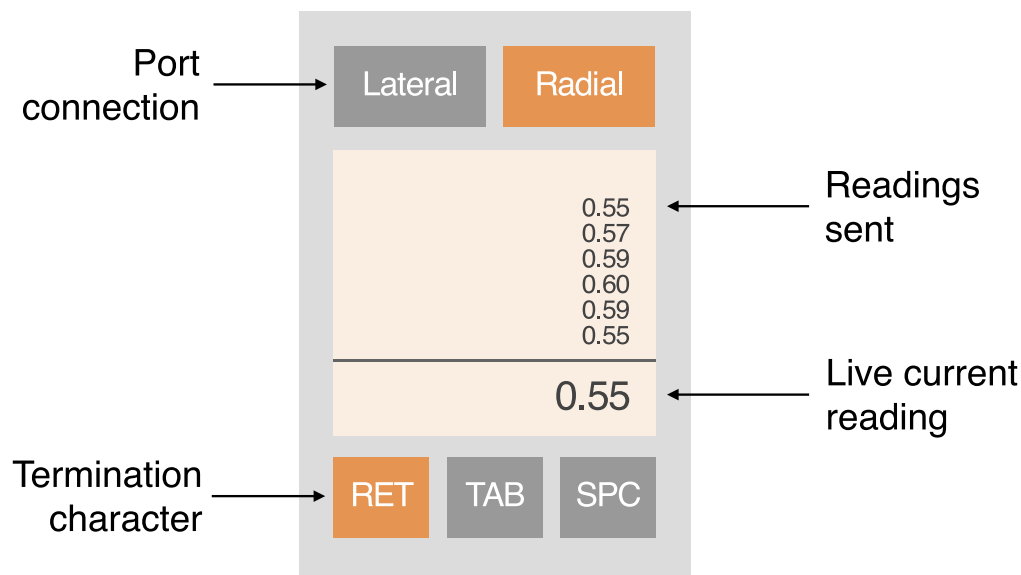 Port
connection
Lateral
Radial
0.55
0.57
0.59
0.60
0.59
0.55
Readings
sent
0.55
Live current
reading
Termination
character
RET
TAB
SPC